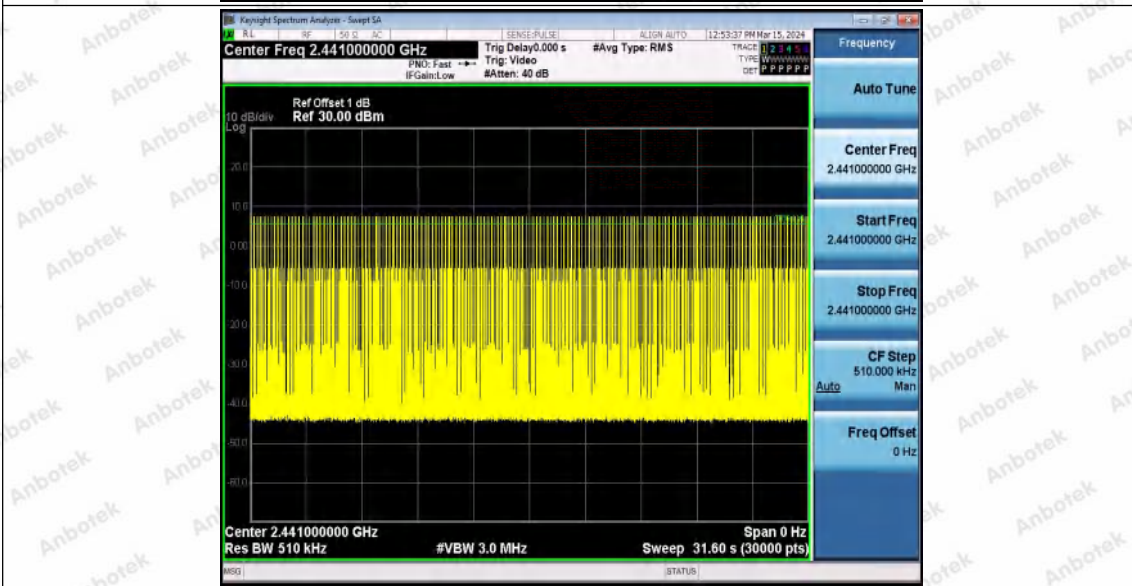 Keysight Spectrum Analyzer - Swept SA
RL RF 50 Ω AC SENSE:PULSE ALIGN AUTO 12:53:37 PM Mar 15, 2024
Center Freq 2.441000000 GHz
PNO: Fast
IFGain:Low
Trig Delay0.000 s
Trig: Video
#Atten: 40 dB
#Avg Type: RMS
TRACE 1 2 3 4 5 6
TYPE
DET P P P P P P
Ref Offset 1 dB
10 dB/div Ref 30.00 dBm
Log
20.0
10.0
0.00
-10.0
-20.0
-30.0
-40.0
-50.0
-60.0
Center 2.441000000 GHz Span 0 Hz
Res BW 510 kHz #VBW 3.0 MHz Sweep 31.60 s (30000 pts)
MSG STATUS
Frequency
Auto Tune
Center Freq
2.441000000 GHz
Start Freq
2.441000000 GHz
Stop Freq
2.441000000 GHz
CF Step
510.000 kHz
Auto Man
Freq Offset
0 Hz
Anbotek